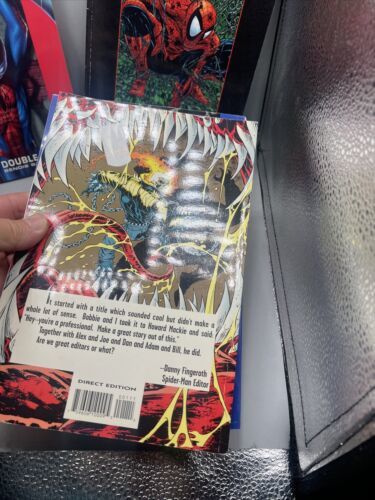 DOUBLE
It started with a title which sounded cool but didn't make a
whole lot of sense. Bobbie and I took it to Howard Mackie and said,
"Hey--you're a professional. Make a great story out of this."
Together with Alex and Joe and Dan and Adam and Bill, he did.
Are we great editors or what?
--Danny Fingeroth
Spider-Man Editor
DIRECT EDITION
00111